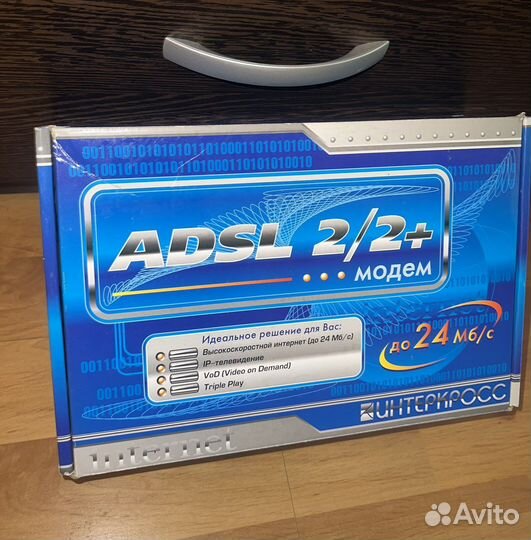 ADSL 2/2+
модем
Идеальное решение для Вас:
Высокоскоростной интернет (до 24 Мб/с)
IP-телевидение
VoD (Video on Demand)
Triple Play
до 24 Мб/с
ИНТЕРКРОСС
internet
Avito